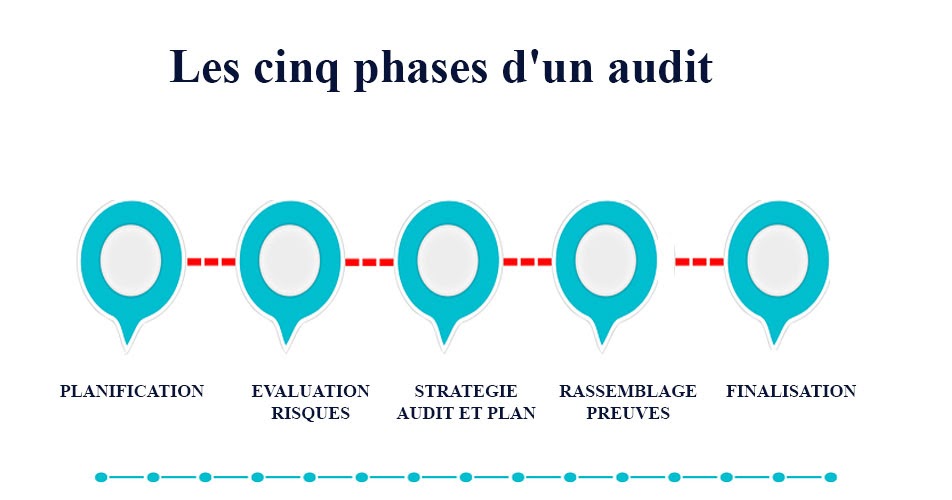 Les cinq phases d'un audit
PLANIFICATION
EVALUATION
RISQUES
STRATEGIE
AUDIT ET PLAN
RASSEMBLAGE
PREUVES
FINALISATION